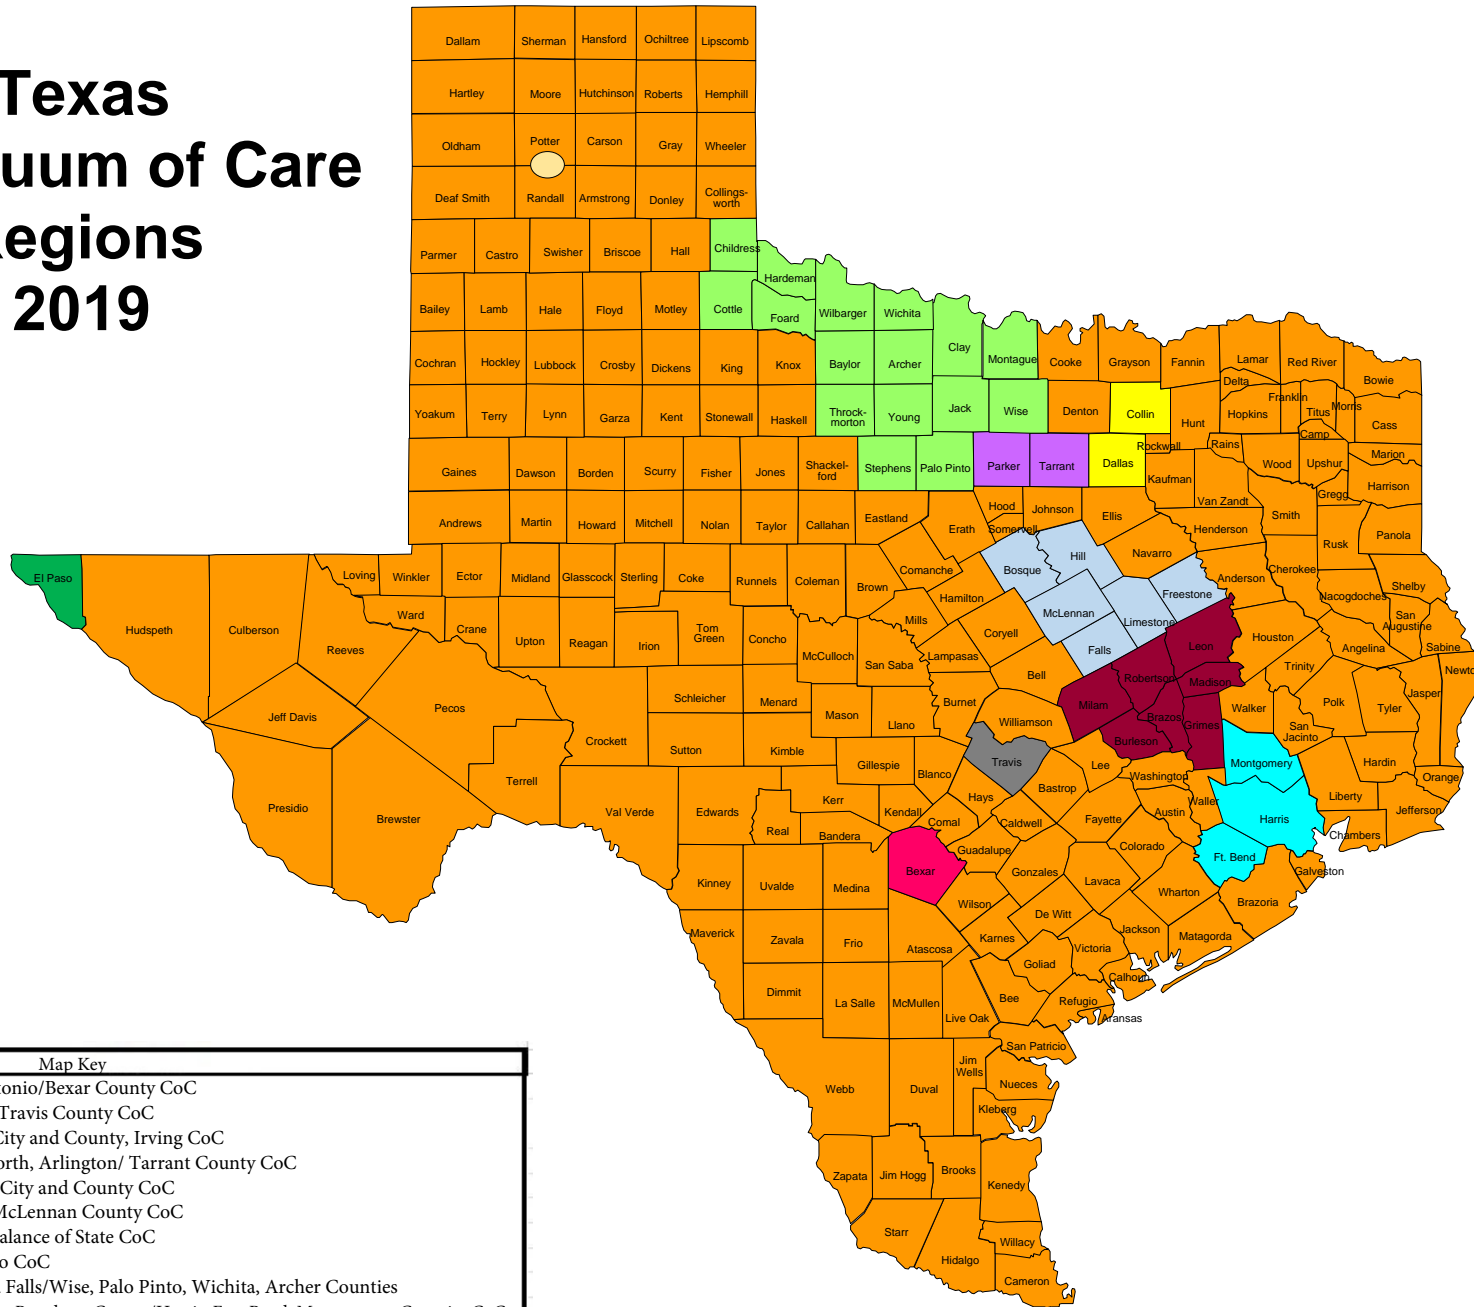 Texas
uum of Care
egions
2019
Dallam Sherman Hansford Ochiltree Lipscomb
Hartley Moore Hutchinson Roberts Hemphill
Oldham Potter Carson Gray Wheeler
Deaf Smith Randall Armstrong Donley Collings-
worth
Parmer Castro Swisher Briscoe Hall Childress
Hardeman
Bailey Lamb Hale Floyd Motley Cottle Foard Wilbarger Wichita
Clay Montague
Cochran Hockley Lubbock Crosby Dickens King Knox Baylor Archer Cooke Grayson Fannin Lamar Red River Bowie
Delta Franklin Titus Morris
Yoakum Terry Lynn Garza Kent Stonewall Haskell Throck-
morton Young Jack Wise Denton Collin Hunt Hopkins Camp Cass
Gaines Dawson Borden Scurry Fisher Jones Shackel-
ford Stephens Palo Pinto Parker Tarrant Dallas Rockwall Rains Wood Upshur Marion
Kaufman Van Zandt Gregg Harrison
Andrews Martin Howard Mitchell Nolan Taylor Callahan Eastland Erath Hood Johnson Ellis Smith
Somervell Henderson Rusk Panola
El Paso Loving Winkler Ector Midland Glasscock Sterling Coke Runnels Coleman Brown Comanche Bosque Hill Navarro Anderson Cherokee
Hamilton Freestone Nacogdoches Shelby
Hudspeth Culberson Reeves Ward Crane Upton Reagan Irion Tom
Green Concho Mills McLennan Limestone San
Augustine
McCulloch San Saba Lampasas Coryell Falls Leon Houston Angelina Sabine
Bell Robertson Madison Trinity Newto
Jeff Davis Pecos Schleicher Menard Mason Llano Burnet Williamson Milam Brazos Grimes Walker San
Jacinto Polk Tyler Jasper
Crockett Sutton Kimble Gillespie Blanco Travis Lee Burleson Washington Montgomery Hardin Orange
Presidio Brewster Terrell Val Verde Edwards Kerr Kendall Hays Bastrop Austin Waller Liberty Jefferson
Real Bandera Comal Caldwell Fayette Harris Chambers
Guadalupe Colorado Ft. Bend Galveston
Kinney Uvalde Medina Bexar Gonzales Lavaca Wharton Brazoria
Wilson De Witt
Maverick Zavala Frio Atascosa Karnes Victoria Jackson Matagorda
Goliad Calhoun
Dimmit La Salle McMullen Live Oak Bee Refugio Aransas
San Patricio
Webb Duval Jim
Wells Nueces
Kleberg
Zapata Jim Hogg Brooks Kenedy
Starr Hidalgo Willacy
Cameron
Map Key
tonio/Bexar County CoC
Travis County CoC
City and County, Irving CoC
orth, Arlington/ Tarrant County CoC
City and County CoC
McLennan County CoC
alance of State CoC
o CoC
Falls/Wise, Palo Pinto, Wichita, Archer Counties